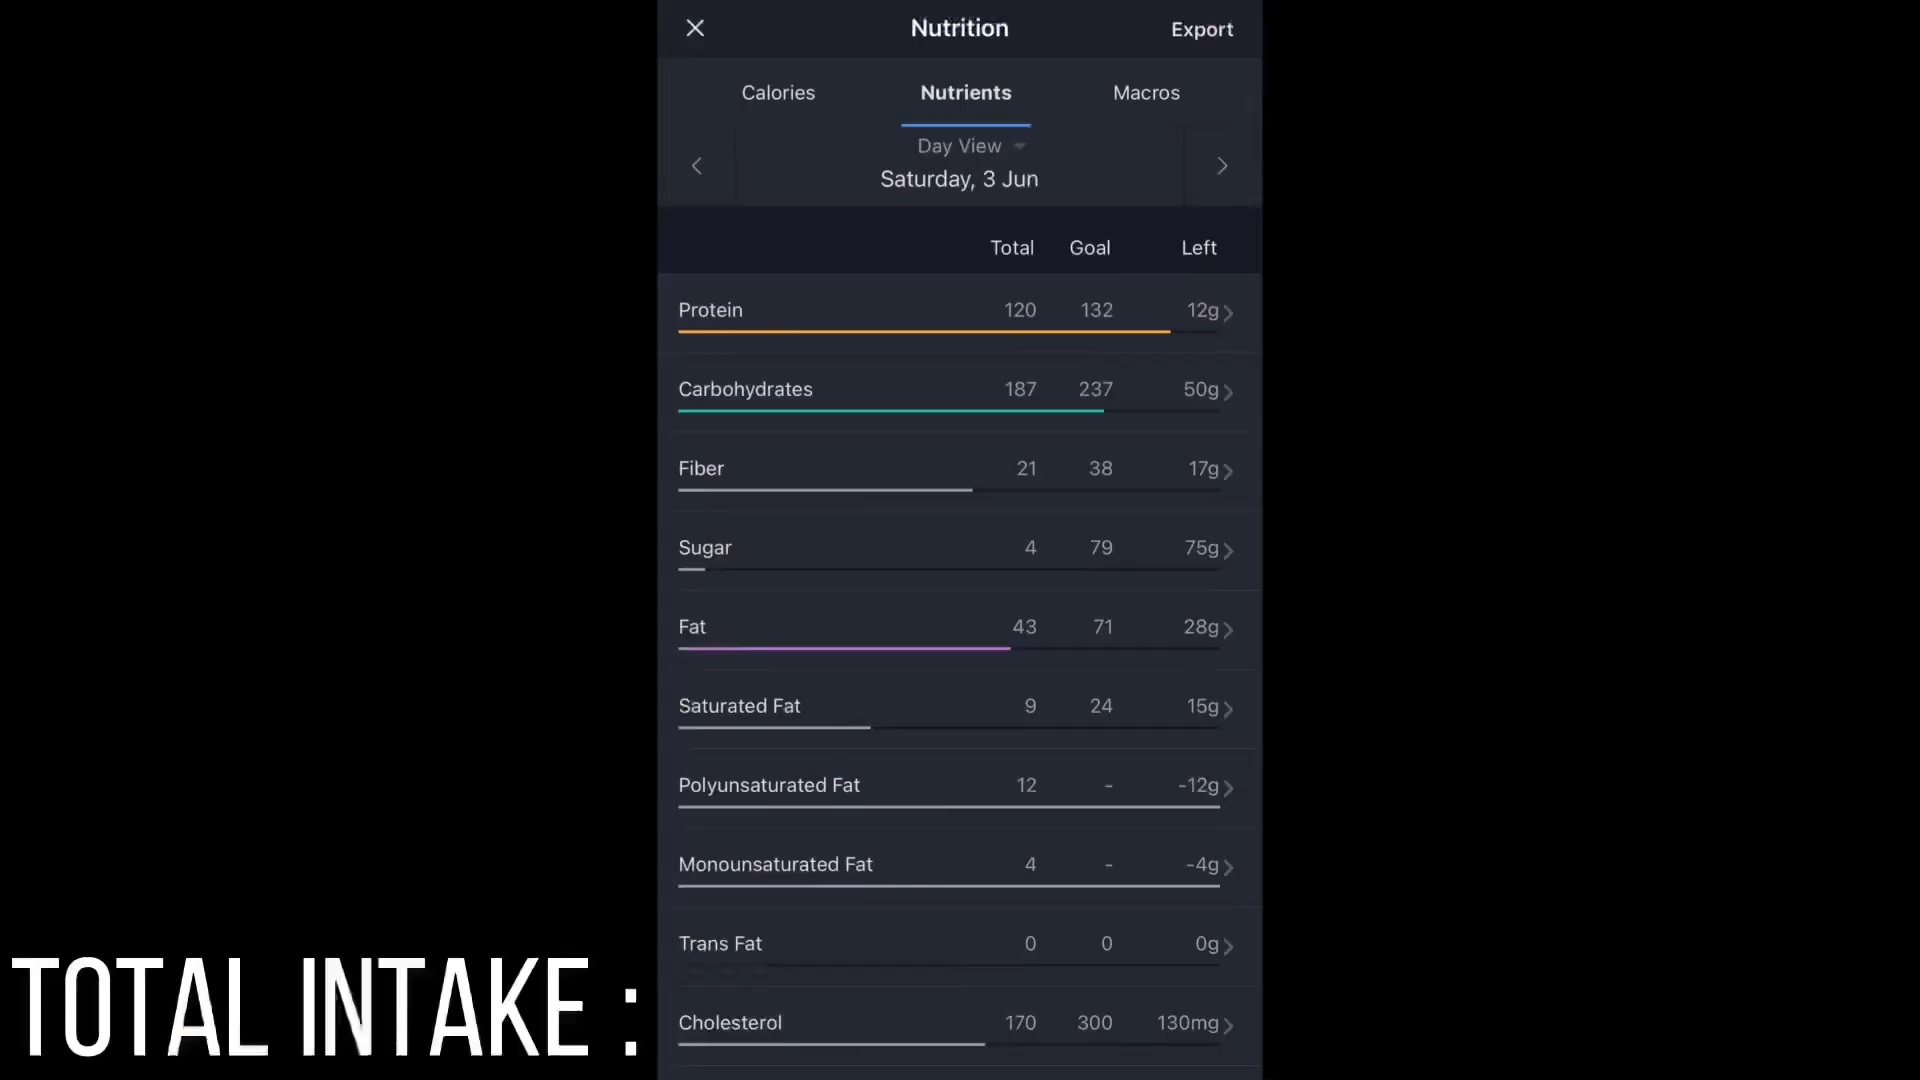 Nutrition
Export
Calories Nutrients Macros
Day View
Saturday, 3 Jun
Total Goal Left
Protein 120 132 12g
Carbohydrates 187 237 50g
Fiber 21 38 17g
Sugar 4 79 75g
Fat 43 71 28g
Saturated Fat 9 24 15g
Polyunsaturated Fat 12 - -12g
Monounsaturated Fat 4 - -4g
Trans Fat 0 0 0g
Cholesterol 170 300 130mg
TOTAL INTAKE :